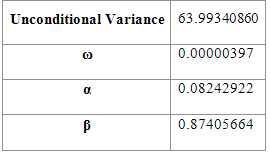 Unconditional Variance 63.99340860
ω 0.00000397
α 0.08242922
β 0.87405664